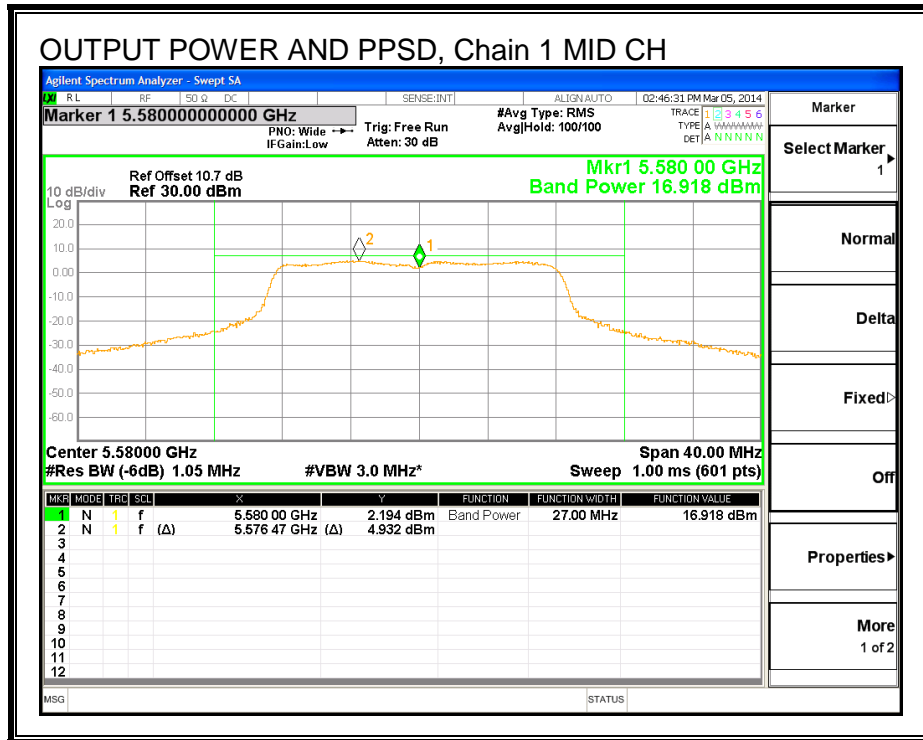 OUTPUT POWER AND PPSD, Chain 1 MID CH
Agilent Spectrum Analyzer - Swept SA
LXI RL RF 50 Ω DC SENSE:INT ALIGN AUTO 02:46:31 PM Mar 05, 2014
Marker 1 5.580000000000 GHz
PNO: Wide
IFGain:Low
Trig: Free Run
Atten: 30 dB
#Avg Type: RMS
Avg|Hold: 100/100
TRACE 1 2 3 4 5 6
TYPE A WWWWW
DET A N N N N N
Mkr1 5.580 00 GHz
Band Power 16.918 dBm
Ref Offset 10.7 dB
10 dB/div Ref 30.00 dBm
Log
20.0
10.0
0.00
-10.0
-20.0
-30.0
-40.0
-50.0
-60.0
2
1
Center 5.58000 GHz Span 40.00 MHz
#Res BW (-6dB) 1.05 MHz #VBW 3.0 MHz* Sweep 1.00 ms (601 pts)
MKR MODE TRC SCL X Y FUNCTION FUNCTION WIDTH FUNCTION VALUE
1 N 1 f 5.580 00 GHz 2.194 dBm Band Power 27.00 MHz 16.918 dBm
2 N 1 f (Δ) 5.576 47 GHz (Δ) 4.932 dBm
3
4
5
6
7
8
9
10
11
12
MSG STATUS
Marker
Select Marker
1
Normal
Delta
Fixed
Off
Properties
More
1 of 2